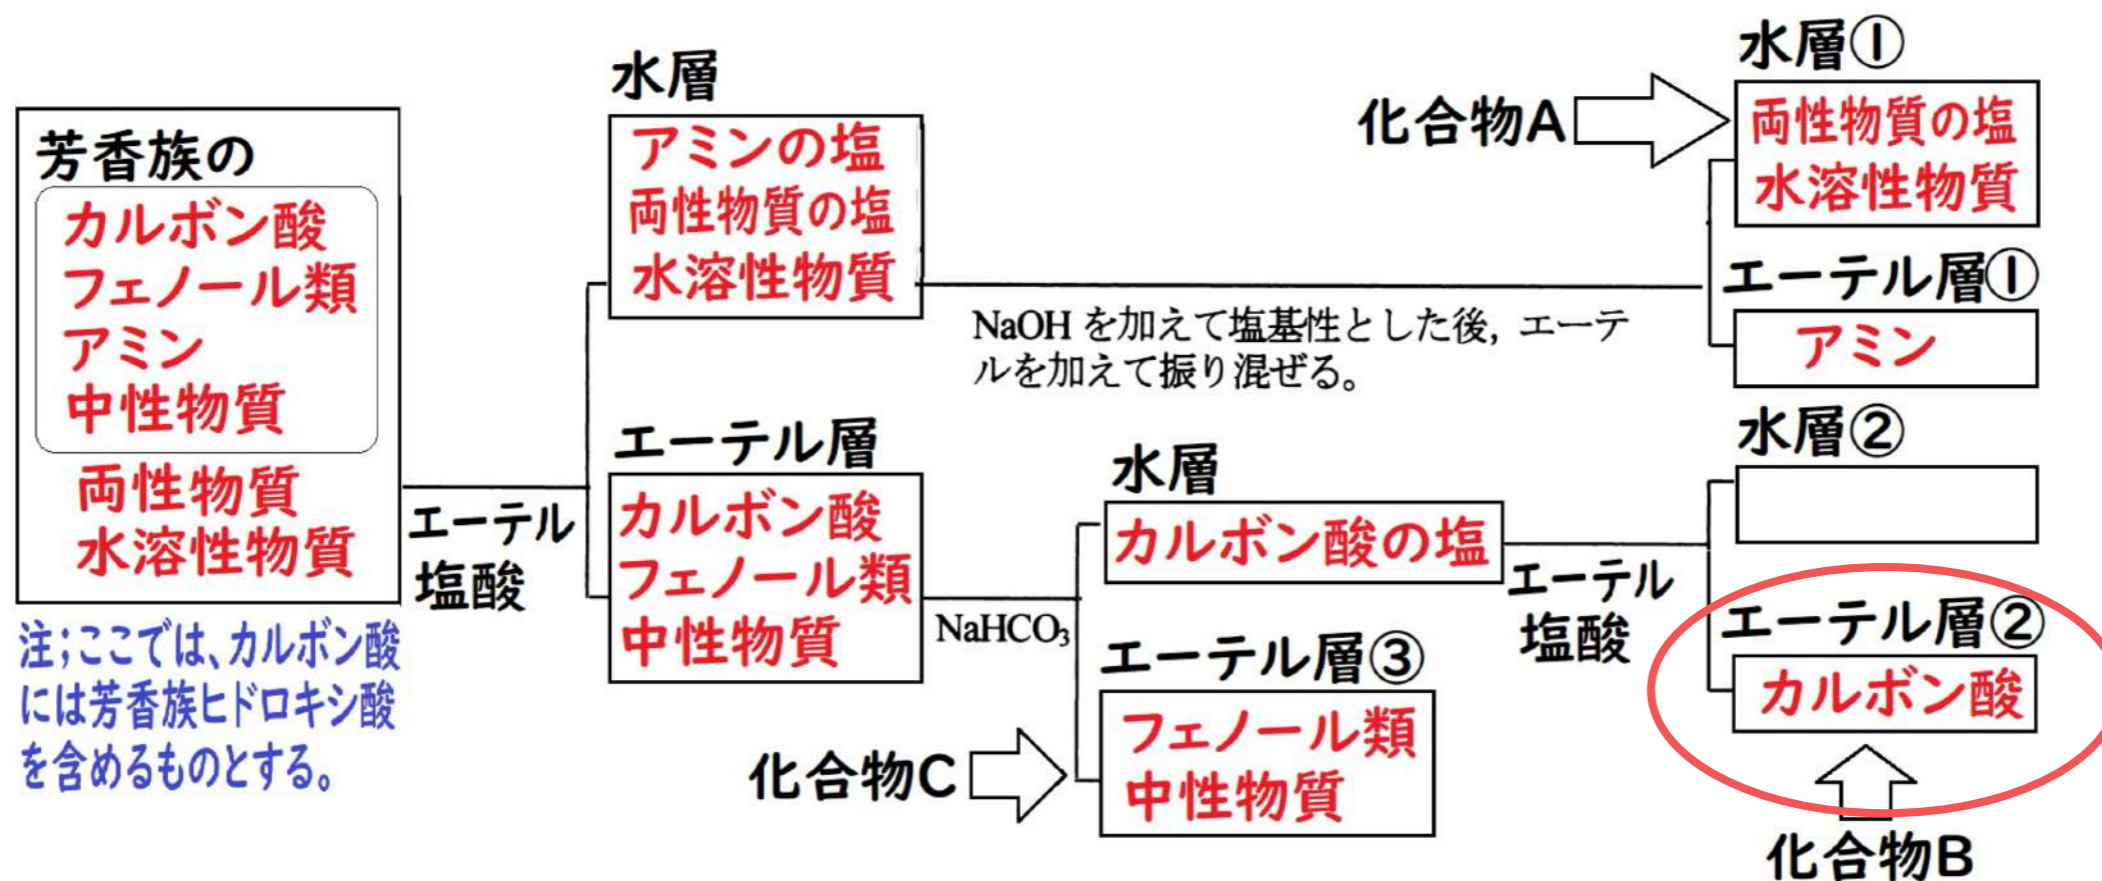 芳香族の
カルボン酸
フェノール類
アミン
中性物質
両性物質
水溶性物質
注;ここでは、カルボン酸
には芳香族ヒドロキシ酸
を含めるものとする。
エーテル
塩酸
水層
アミンの塩
両性物質の塩
水溶性物質
エーテル層
カルボン酸
フェノール類
中性物質
NaOH を加えて塩基性とした後, エーテ
ルを加えて振り混ぜる。
化合物A
水層①
両性物質の塩
水溶性物質
エーテル層①
アミン
NaHCO₃
水層
カルボン酸の塩
エーテル層③
フェノール類
中性物質
化合物C
エーテル
塩酸
水層②
エーテル層②
カルボン酸
化合物B